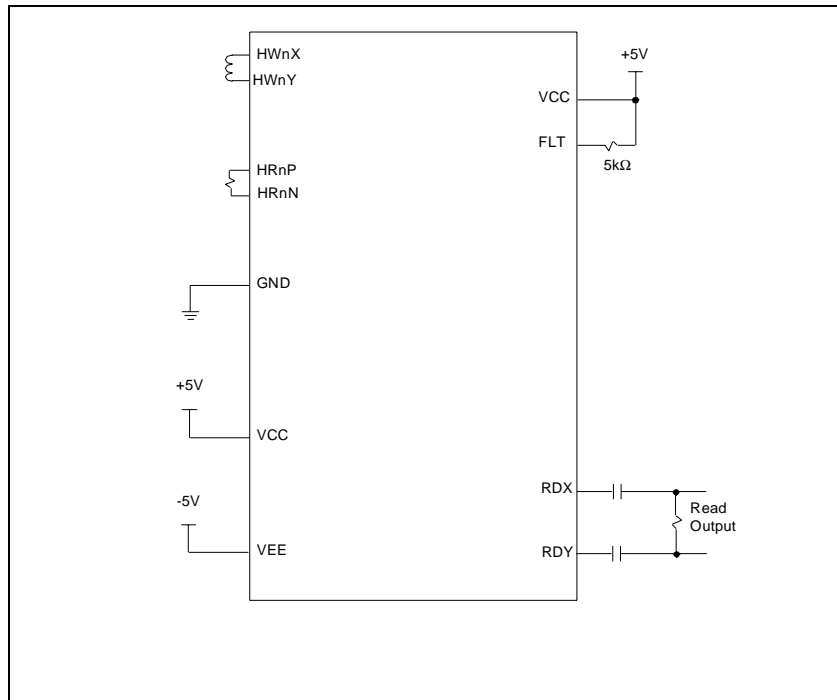 HWnX
HWnY
HRnP
HRnN
GND
+5V
VCC
-5V
VEE
+5V
VCC
FLT
5kΩ
RDX
RDY
Read
Output